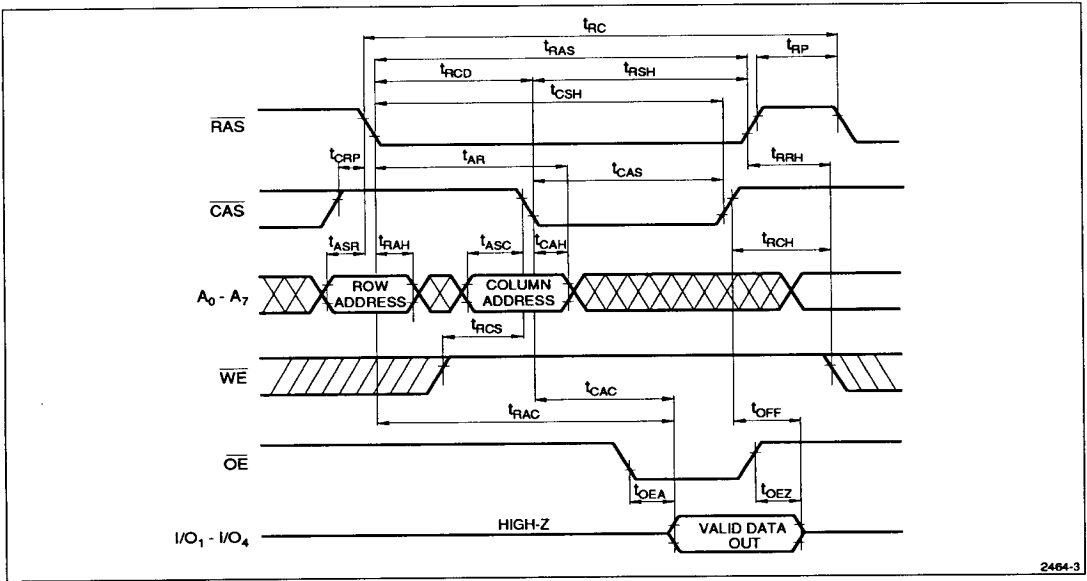 tRC
tRAS
tRP
tRCD
tRSH
tCSH
RAS
tCRP
tAR
tRRH
tCAS
CAS
tASR
tRAH
tASC
tCAH
tRCH
A0 - A7
ROW ADDRESS
COLUMN ADDRESS
tRCS
WE
tCAC
tRAC
tOFF
OE
tOEA
tOEZ
I/O1 - I/O4
HIGH-Z
VALID DATA OUT
2464-3